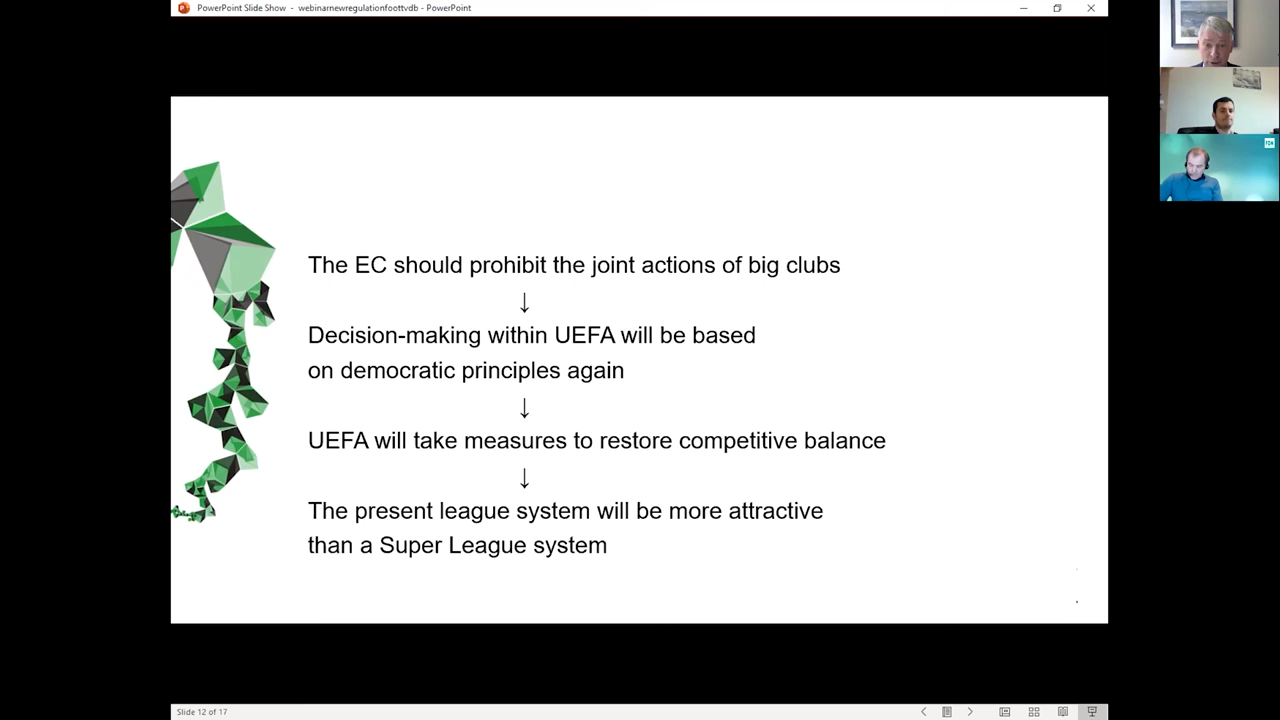 PowerPoint Slide Show - webinarnewregulationfoottvdb - PowerPoint
The EC should prohibit the joint actions of big clubs
↓
Decision-making within UEFA will be based
on democratic principles again
↓
UEFA will take measures to restore competitive balance
↓
The present league system will be more attractive
than a Super League system
Slide 12 of 17